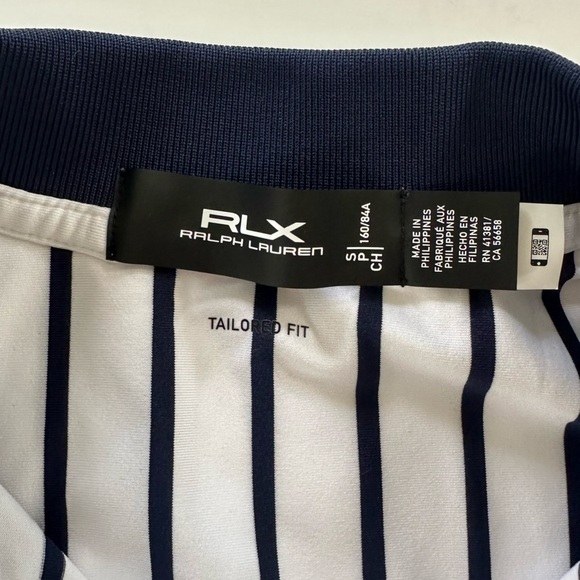 RLX
RALPH LAUREN
S
P
CH
160/84A
MADE IN
PHILIPPINES
FABRIQUÉ AUX
PHILIPPINES
HECHO EN
FILIPINAS
RN 41381/
CA 56658
TAILORED FIT